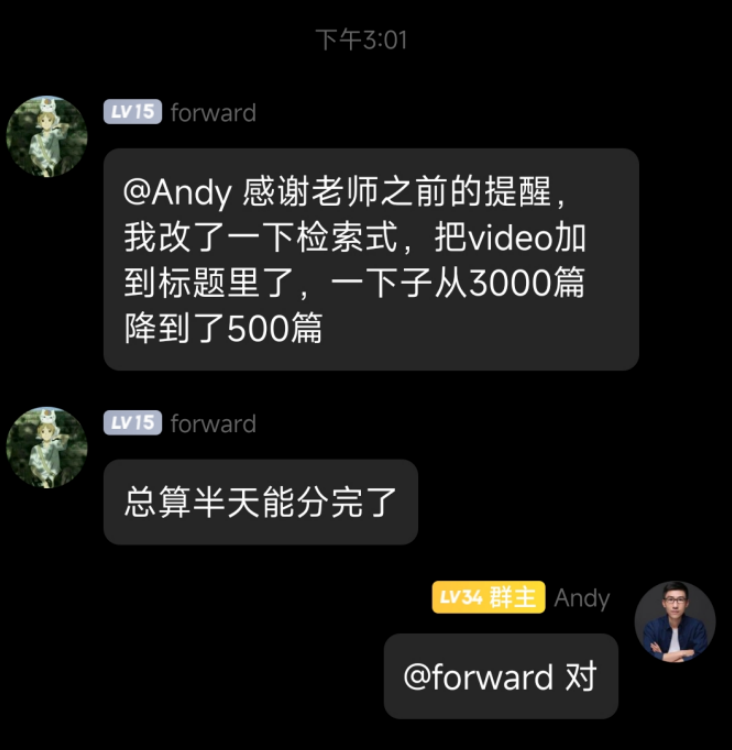 下午3:01
LV15 forward
@Andy 感谢老师之前的提醒，
我改了一下检索式，把video加
到标题里了，一下子从3000篇
降到了500篇
LV15 forward
总算半天能分完了
LV34 群主 Andy
@forward 对